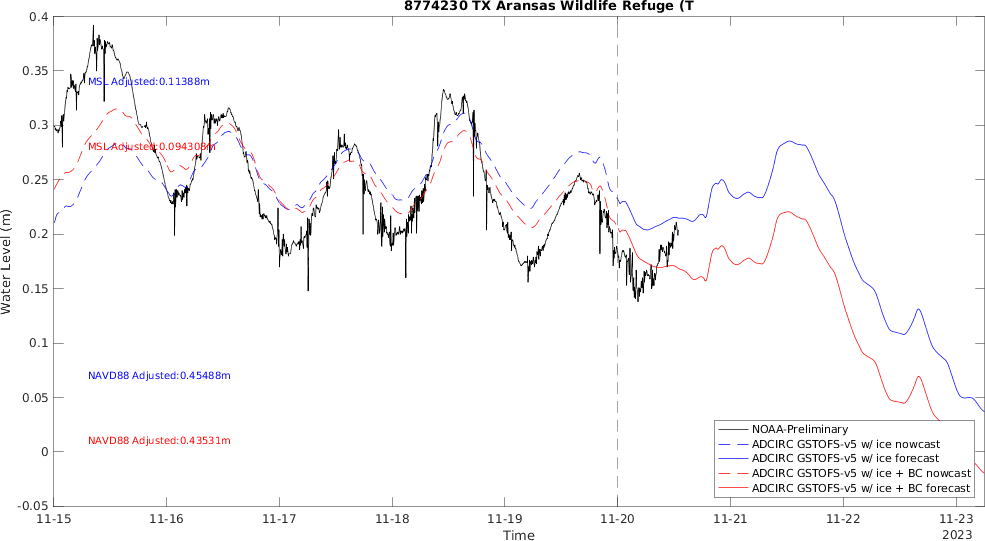 8774230 TX Aransas Wildlife Refuge (T
0.4
0.35
0.3
0.25
0.2
0.15
0.1
0.05
0
-0.05
Water Level (m)
MSL Adjusted:0.11388m
MSL Adjusted:0.094308m
NAVD88 Adjusted:0.45488m
NAVD88 Adjusted:0.43531m
NOAA-Preliminary
ADCIRC GSTOFS-v5 w/ ice nowcast
ADCIRC GSTOFS-v5 w/ ice forecast
ADCIRC GSTOFS-v5 w/ ice + BC nowcast
ADCIRC GSTOFS-v5 w/ ice + BC forecast
11-15 11-16 11-17 11-18 11-19 11-20 11-21 11-22 11-23
Time 2023